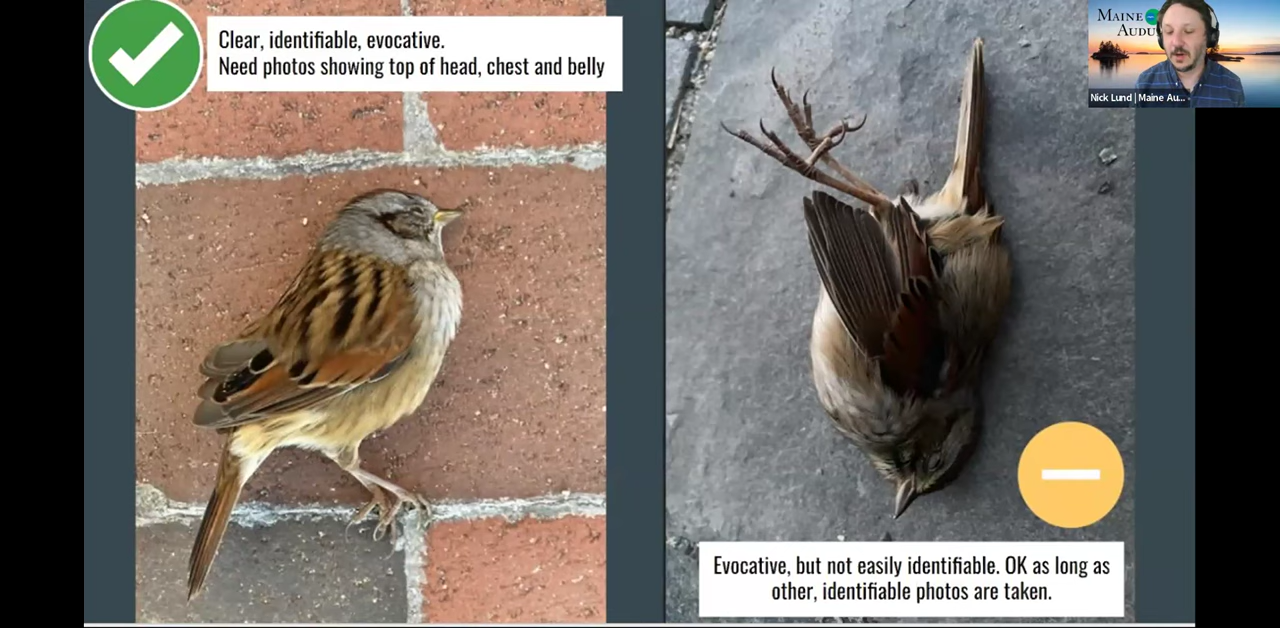 Clear, identifiable, evocative.
Need photos showing top of head, chest and belly
MAINE
AUDU
Nick Lund | Maine Au...
Evocative, but not easily identifiable. OK as long as
other, identifiable photos are taken.